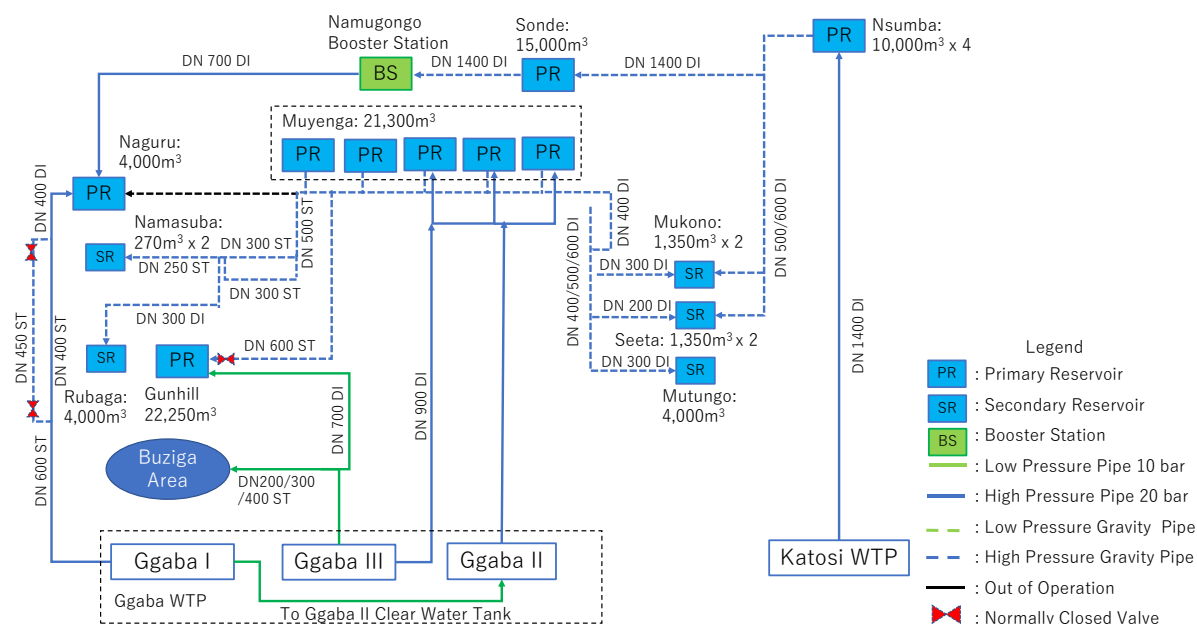 Namugongo
Booster Station
Sonde:
15,000m³
Nsumba:
10,000m³ x 4
PR
DN 700 DI
BS
DN 1400 DI
PR
DN 1400 DI
Muyenga: 21,300m³
PR
PR
PR
PR
PR
Naguru:
4,000m³
PR
DN 400 DI
Namasuba:
270m³ x 2
DN 300 ST
DN 500 ST
SR
DN 250 ST
DN 300 ST
DN 400 DI
DN 400/500/600 DI
Mukono:
1,350m³ x 2
DN 300 DI
SR
DN 500/600 DI
DN 200 DI
SR
Seeta: 1,350m³ x 2
DN 300 DI
SR
Mutungo:
4,000m³
DN 300 DI
SR
Rubaga:
4,000m³
DN 600 ST
PR
Gunhill
22,250m³
DN 450 ST
DN 400 ST
DN 600 ST
DN 700 DI
DN 900 DI
DN 1400 DI
Buziga
Area
DN200/300
/400 ST
Ggaba I
Ggaba III
Ggaba II
Ggaba WTP
To Ggaba II Clear Water Tank
Katosi WTP
Legend
PR : Primary Reservoir
SR : Secondary Reservoir
BS : Booster Station
: Low Pressure Pipe 10 bar
: High Pressure Pipe 20 bar
: Low Pressure Gravity Pipe
: High Pressure Gravity Pipe
: Out of Operation
: Normally Closed Valve